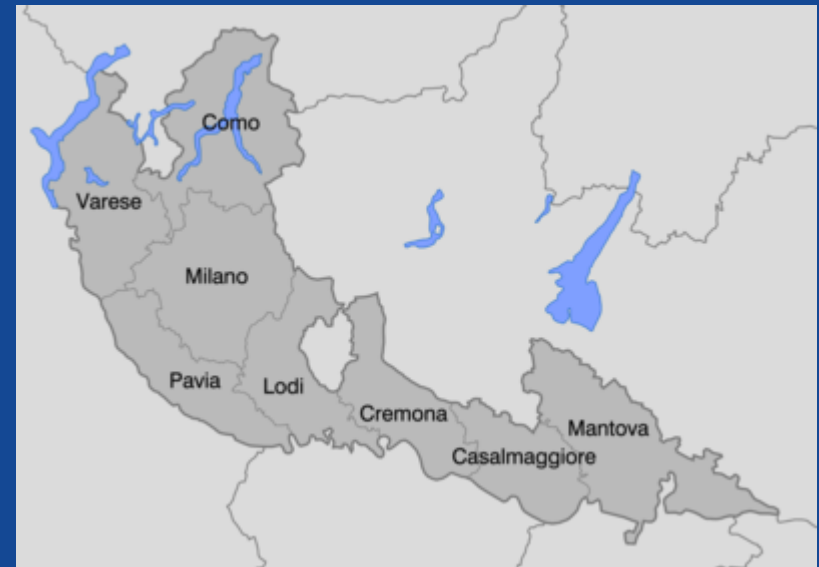 Como
Varese
Milano
Pavia
Lodi
Cremona
Mantova
Casalmaggiore